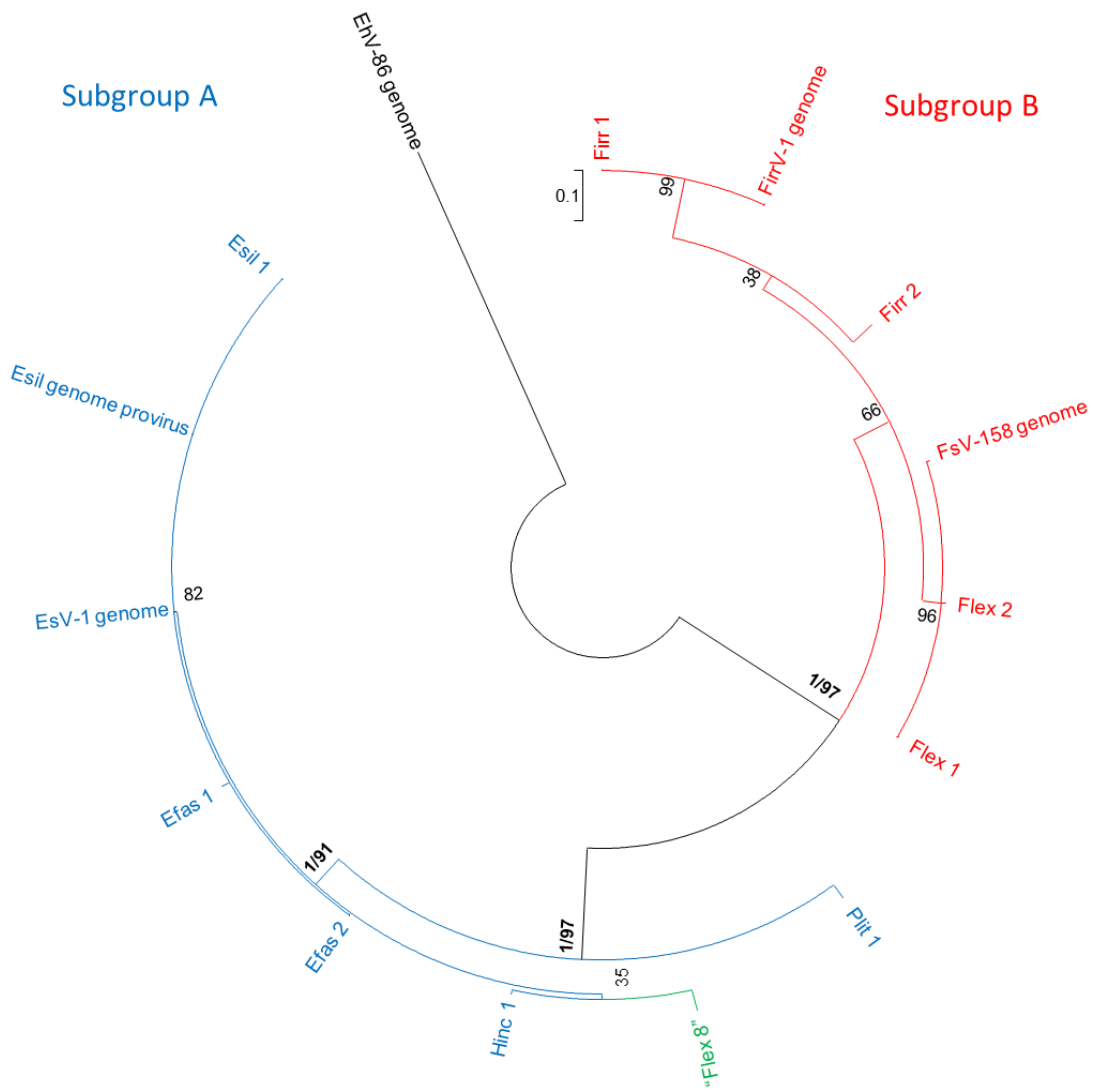 EhV-86 genome
Subgroup A
Subgroup B
Firr 1
FirrV-1 genome
99
0.1
Esil 1
38
Firr 2
Esil genome provirus
66
FsV-158 genome
82
EsV-1 genome
Flex 2
96
1/97
Flex 1
Efas 1
1/91
Plit 1
Efas 2
1/97
35
Hinc 1
"Flex 8"